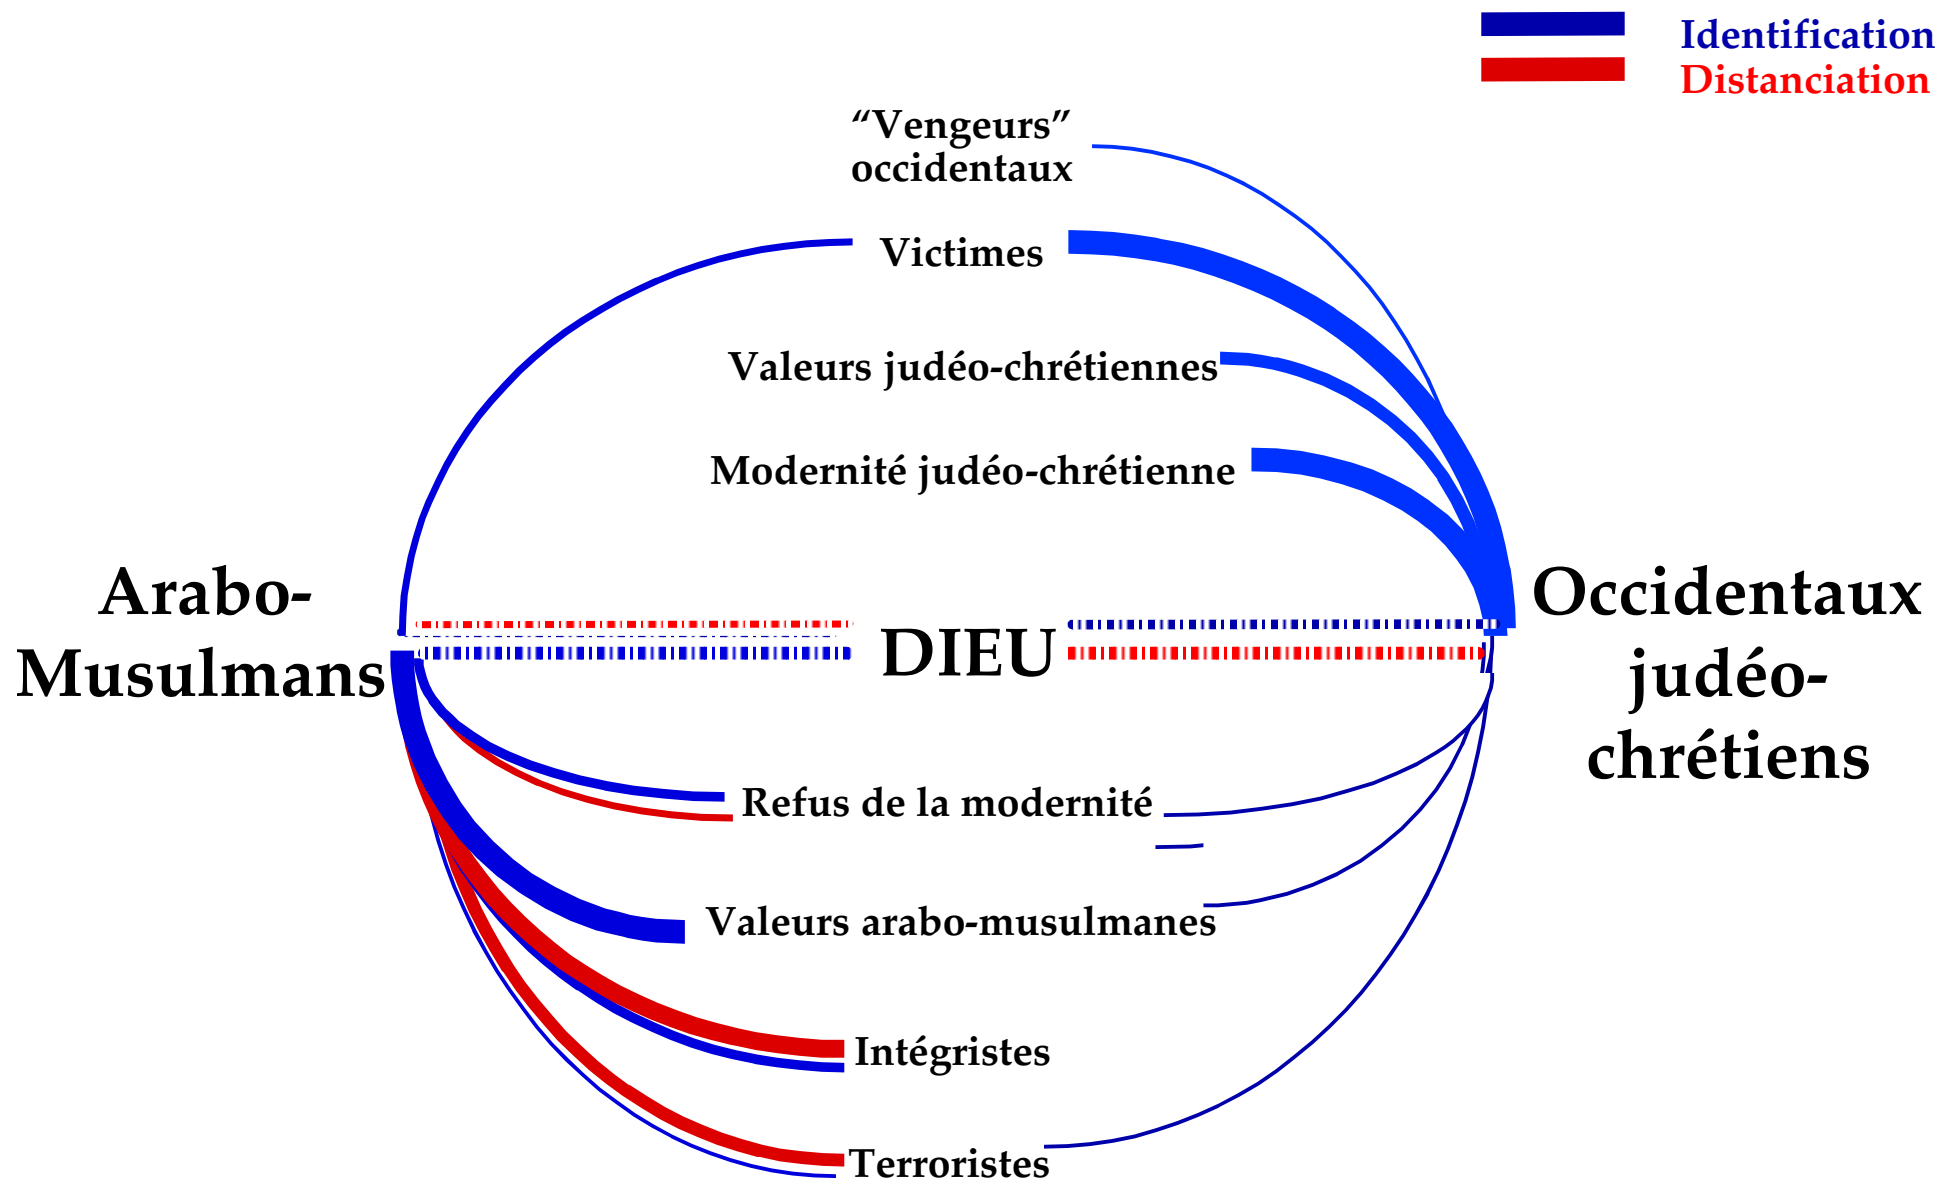 Identification
Distanciation
“Vengeurs”
occidentaux
Victimes
Valeurs judéo-chrétiennes
Modernité judéo-chrétienne
Arabo-
Musulmans
DIEU
Occidentaux
judéo-
chrétiens
Refus de la modernité
Valeurs arabo-musulmanes
Intégristes
Terroristes